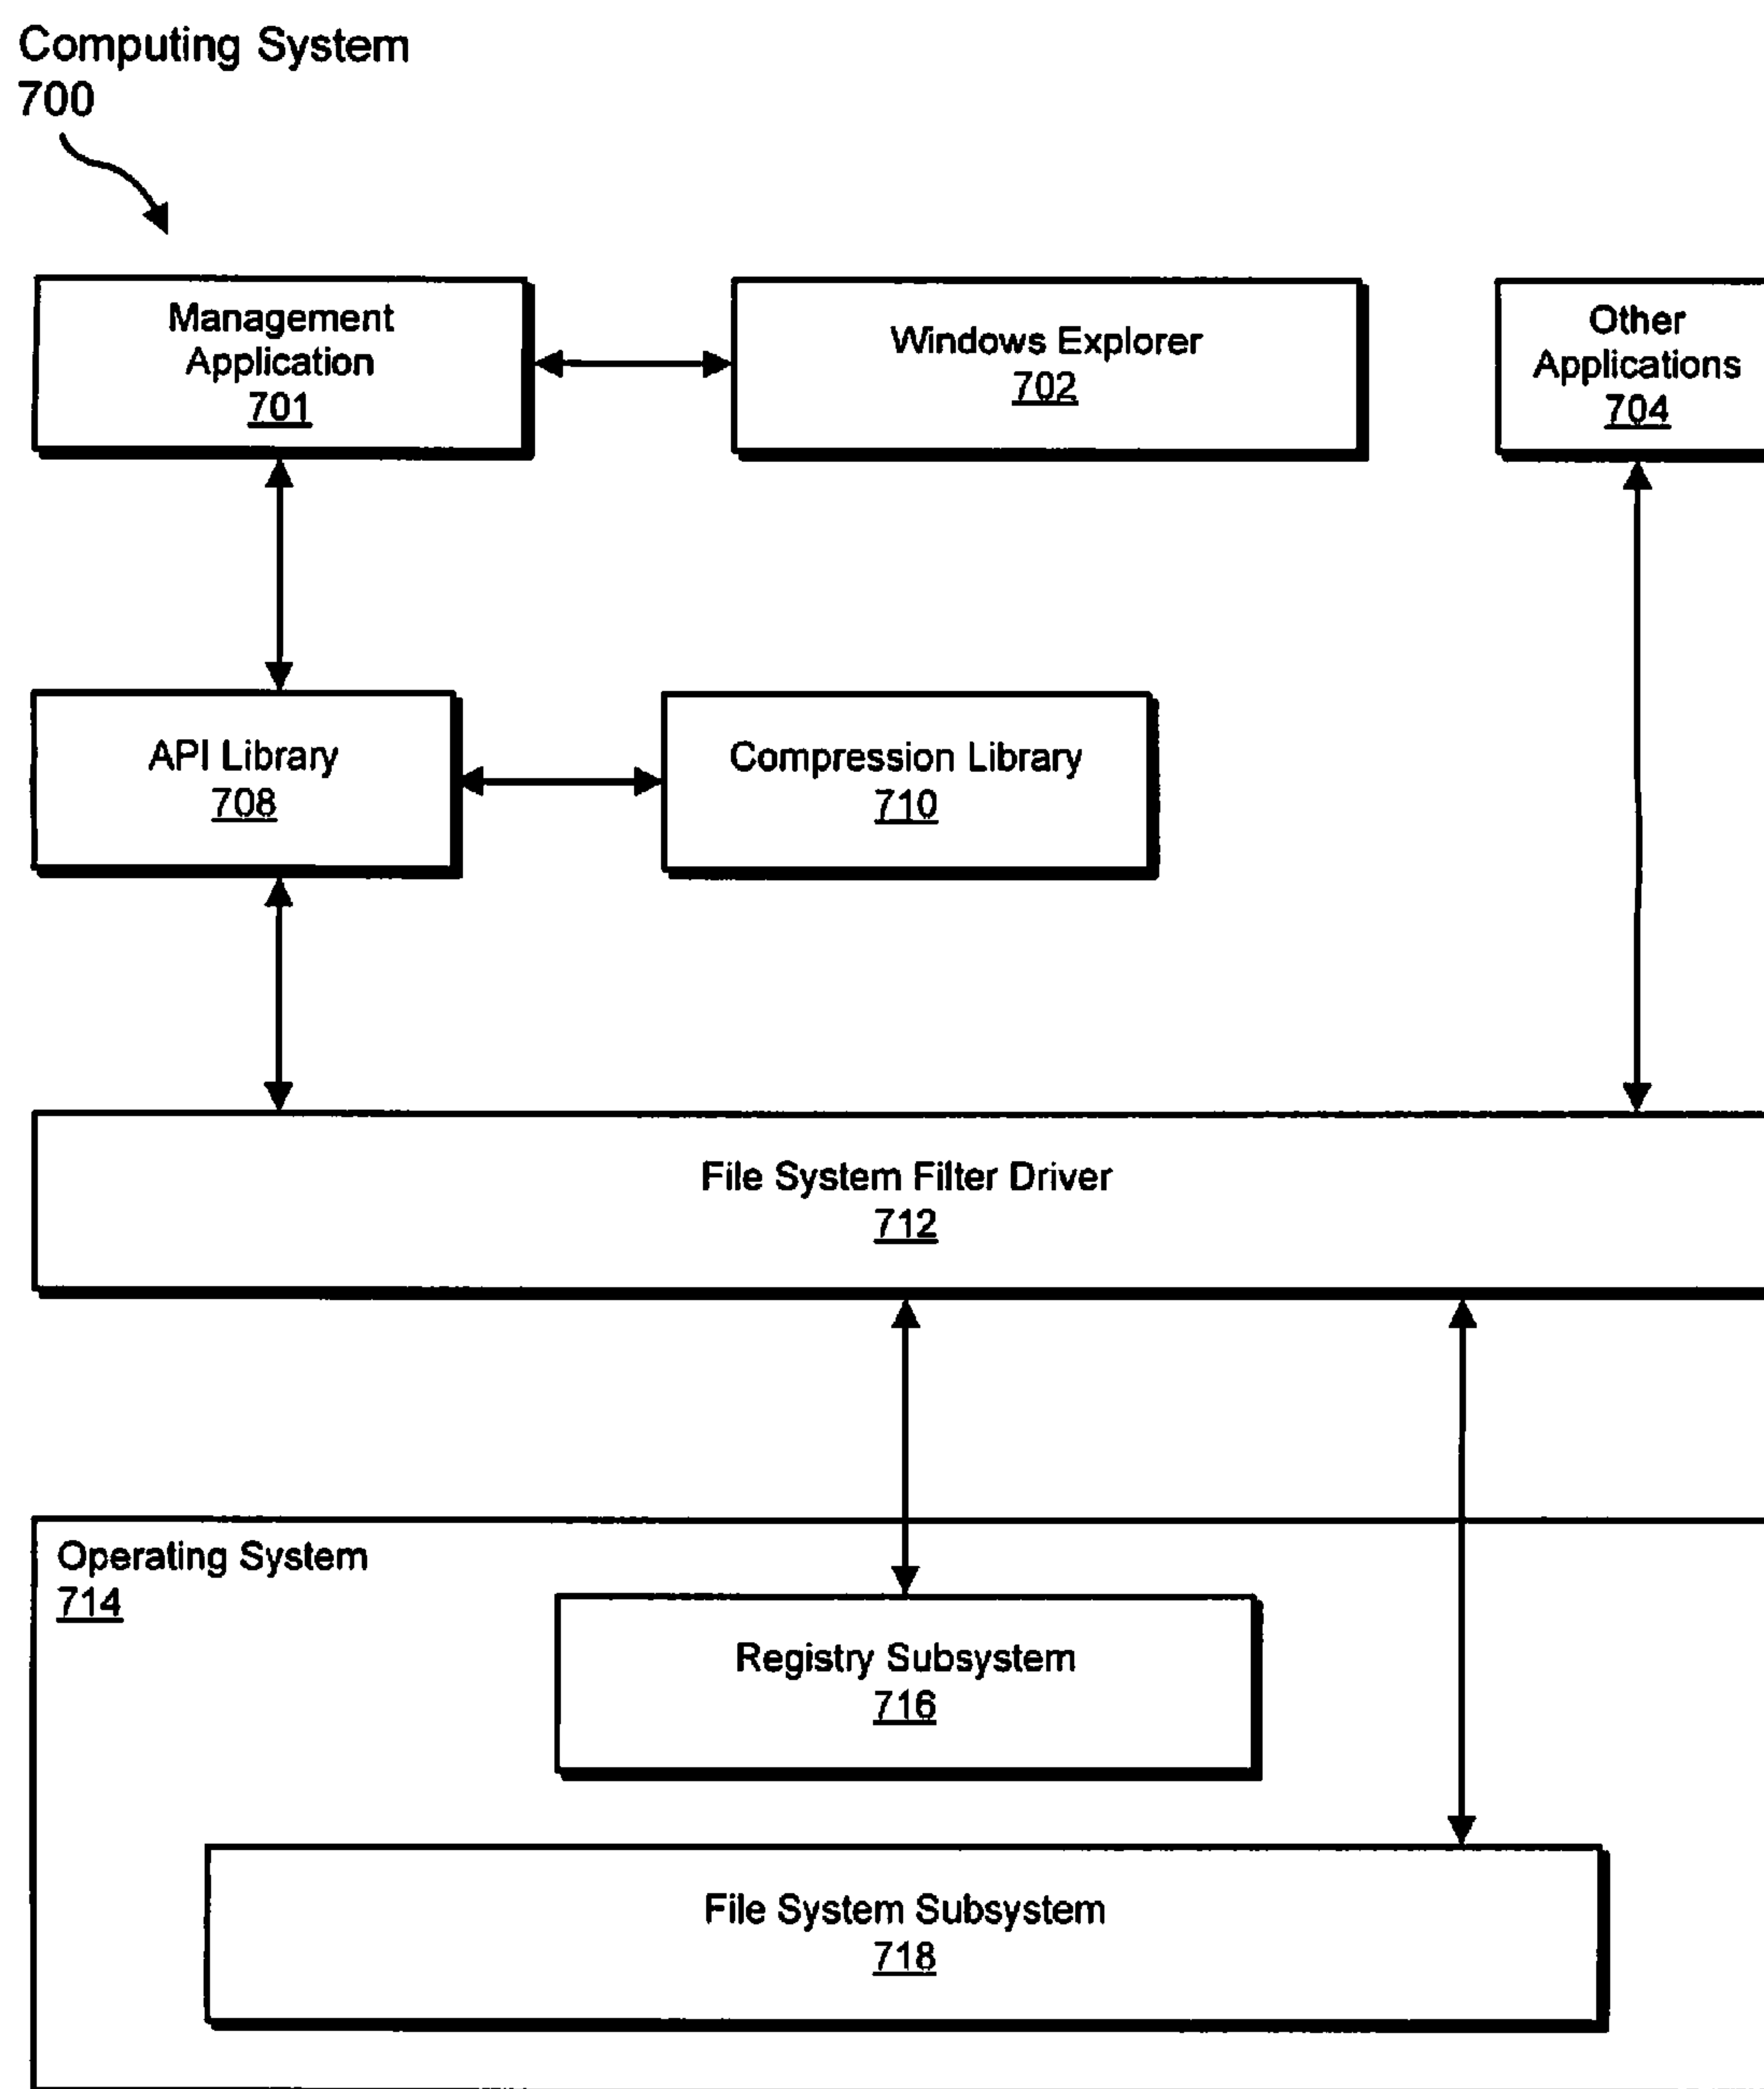 Computing System
700
Management
Application
701
Windows Explorer
702
Other
Applications
704
API Library
708
Compression Library
710
File System Filter Driver
712
Operating System
714
Registry Subsystem
716
File System Subsystem
718